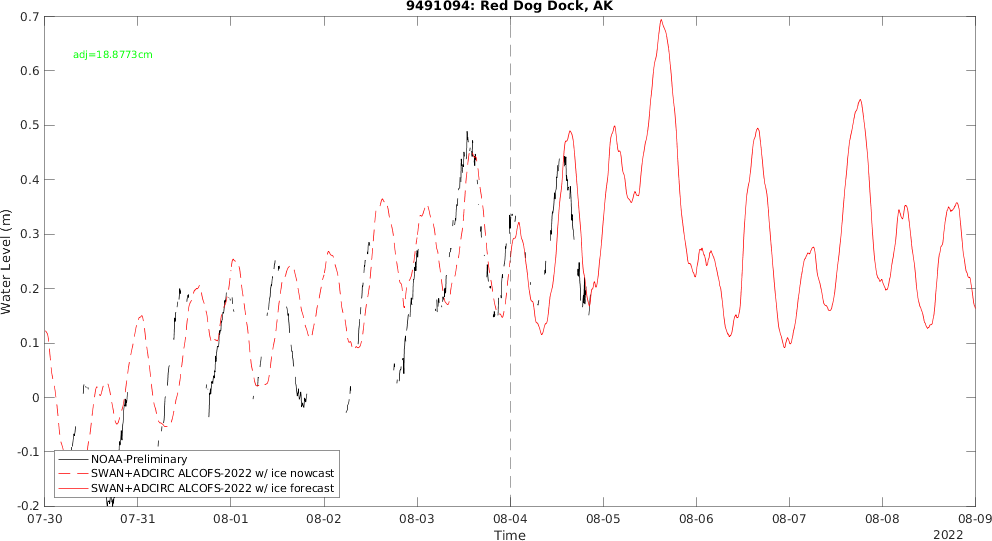 9491094: Red Dog Dock, AK
adj=18.8773cm
Water Level (m)
0.7
0.6
0.5
0.4
0.3
0.2
0.1
0
-0.1
-0.2
NOAA-Preliminary
SWAN+ADCIRC ALCOFS-2022 w/ ice nowcast
SWAN+ADCIRC ALCOFS-2022 w/ ice forecast
07-30 07-31 08-01 08-02 08-03 08-04 08-05 08-06 08-07 08-08 08-09
Time
2022